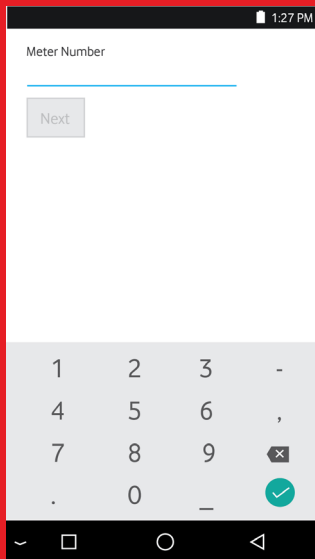 1:27 PM
Meter Number
Next
1 2 3 -
4 5 6 ,
7 8 9
. 0 _